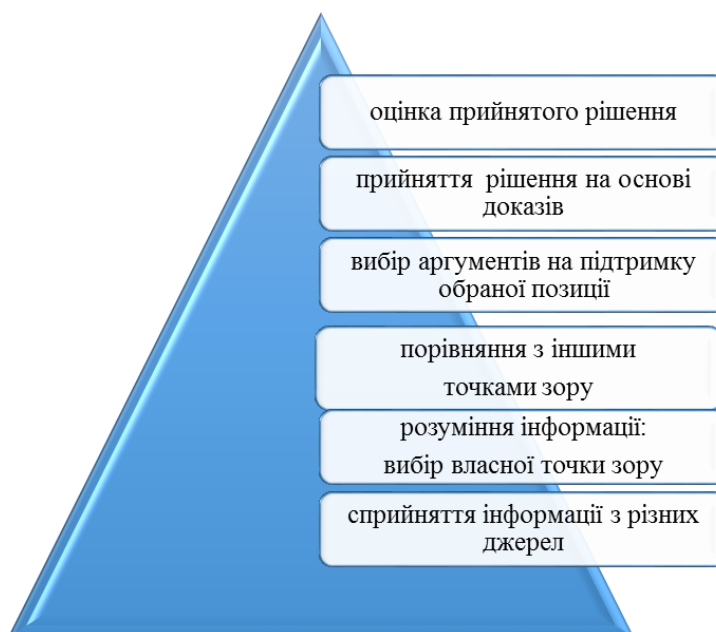 оцінка прийнятого рішення
прийняття рішення на основі
доказів
вибір аргументів на підтримку
обраної позиції
порівняння з іншими
точками зору
розуміння інформації:
вибір власної точки зору
сприйняття інформації з різних
джерел